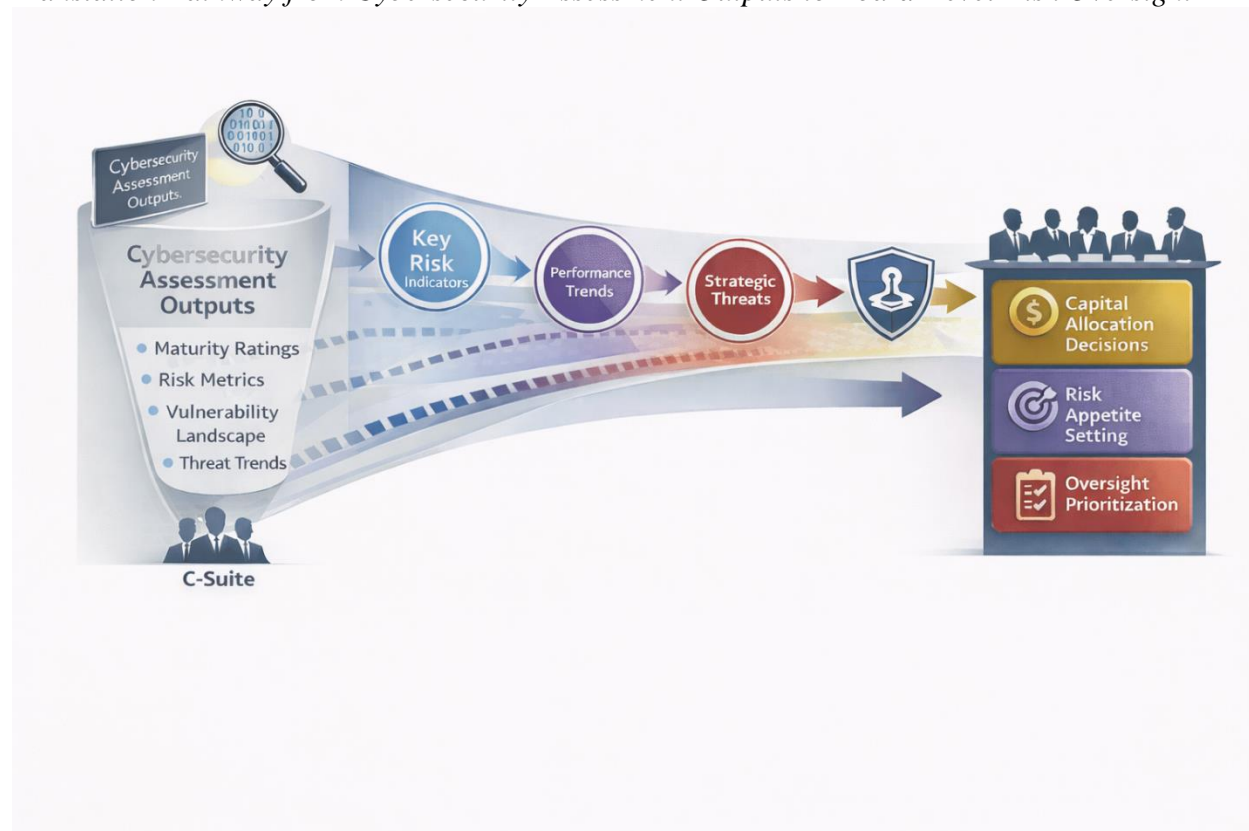 Cybersecurity
Assessment
Outputs.
Cybersecurity
Assessment
Outputs
Maturity Ratings
Risk Metrics
Vulnerability
Landscape
Threat Trends
C-Suite
Key
Risk
Indicators
Performance
Trends
Strategic
Threats
Capital
Allocation
Decisions
Risk
Appetite
Setting
Oversight
Prioritization